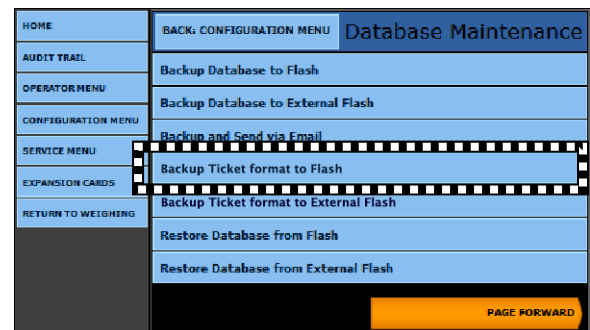 HOME
AUDIT TRAIL
OPERATOR MENU
CONFIGURATION MENU
SERVICE MENU
EXPANSION CARDS
RETURN TO WEIGHING
BACK: CONFIGURATION MENU
Database Maintenance
Backup Database to Flash
Backup Database to External Flash
Backup and Send via Email
Backup Ticket format to Flash
Backup Ticket format to External Flash
Restore Database from Flash
Restore Database from External Flash
PAGE FORWARD